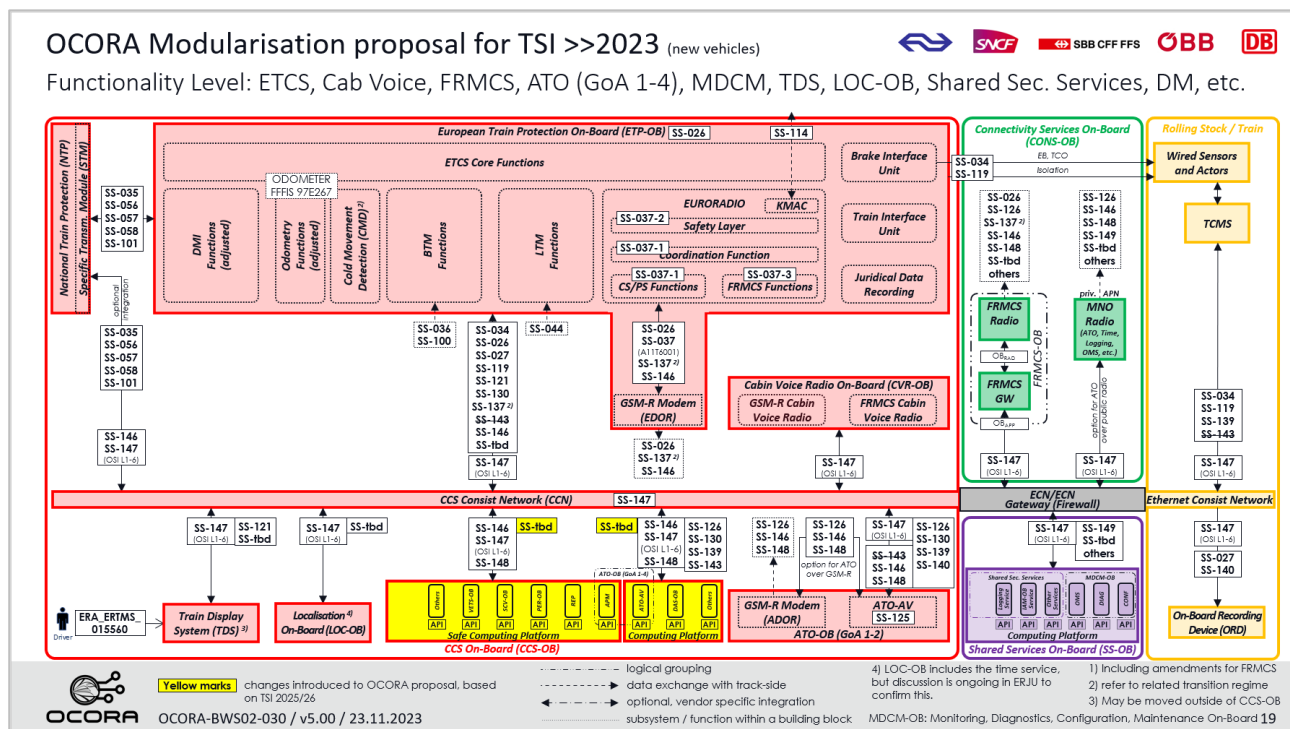 OCORA Modularisation proposal for TSI >>2023 (new vehicles)
SNCF
SBB CFF FFS
ÖBB
DB
Functionality Level: ETCS, Cab Voice, FRMCS, ATO (GoA 1-4), MDCM, TDS, LOC-OB, Shared Sec. Services, DM, etc.
National Train Protection (NTP)
Specific Transm. Module (STM)
SS-035
SS-056
SS-057
SS-058
SS-101
optional
integration
SS-035
SS-056
SS-057
SS-058
SS-101
SS-146
SS-147
(OSI L1-6)
European Train Protection On-Board (ETP-OB)
SS-026
SS-114
ETCS Core Functions
ODOMETER
FFFIS 97E267
DMI
Functions
(adjusted)
Odometry
Functions
(adjusted)
Cold Movement
Detection (CMD)2)
BTM
Functions
LTM
Functions
EURORADIO
KMAC
SS-037-2
Safety Layer
SS-037-1
Coordination Function
SS-037-1
CS/PS Functions
SS-037-3
FRMCS Functions
Brake Interface
Unit
Train Interface
Unit
Juridical Data
Recording
SS-036
SS-100
SS-034
SS-026
SS-027
SS-119
SS-121
SS-130
SS-137 2)
SS-143
SS-146
SS-tbd
SS-147
(OSI L1-6)
SS-044
SS-026
SS-037
(A11T6001)
SS-137 2)
SS-146
GSM-R Modem
(EDOR)
SS-026
SS-137 2)
SS-146
Cabin Voice Radio On-Board (CVR-OB)
GSM-R Cabin
Voice Radio
FRMCS Cabin
Voice Radio
SS-147
(OSI L1-6)
SS-034
SS-119
EB, TCO
Isolation
Connectivity Services On-Board
(CONS-OB)
SS-026
SS-126
SS-137 2)
SS-146
SS-148
SS-tbd
others
SS-126
SS-146
SS-148
SS-149
SS-tbd
others
priv. APN
FRMCS
Radio
OBRAD
FRMCS
GW
FRMCS-OB
OBAPP
MNO
Radio
(ATO, Time,
Logging,
OMS, etc.)
option for ATO
over public radio
SS-147
(OSI L1-6)
SS-147
(OSI L1-6)
Rolling Stock / Train
Wired Sensors
and Actors
TCMS
SS-034
SS-119
SS-139
SS-143
SS-147
(OSI L1-6)
CCS Consist Network (CCN)
SS-147
ECN/ECN
Gateway (Firewall)
Ethernet Consist Network
SS-147
(OSI L1-6)
SS-121
SS-tbd
SS-147
(OSI L1-6)
SS-tbd
SS-146
SS-147
(OSI L1-6)
SS-148
SS-tbd
SS-tbd
SS-146
SS-147
(OSI L1-6)
SS-148
SS-126
SS-130
SS-139
SS-143
SS-126
SS-146
SS-148
SS-126
SS-146
SS-148
option for ATO
over GSM-R
SS-147
(OSI L1-6)
SS-143
SS-146
SS-148
SS-126
SS-130
SS-139
SS-140
SS-147
(OSI L1-6)
SS-149
SS-tbd
others
SS-147
(OSI L1-6)
SS-027
SS-140
Driver
ERA_ERTMS_
015560
Train Display
System (TDS) 3)
Localisation 4)
On-Board (LOC-OB)
Others
VETS-OB
SCV-OB
PER-OB
REP
ATO-OB (GoA 1-4)
APM
ATO-AV
DAS-OB
Others
API
API
API
API
API
API
API
API
API
Safe Computing Platform
Computing Platform
GSM-R Modem
(ADOR)
ATO-AV
SS-125
ATO-OB (GoA 1-2)
Shared Sec. Services
MDCM-OB
Logging
Service
IAM-OB
Service
Other
Services
OMS
DIAG
CONF
API
API
API
API
API
API
Computing Platform
Shared Services On-Board (SS-OB)
On-Board Recording
Device (ORD)
CCS On-Board (CCS-OB)
OCORA
Yellow marks
changes introduced to OCORA proposal, based
on TSI 2025/26
OCORA-BWS02-030 / v5.00 / 23.11.2023
logical grouping
data exchange with track-side
optional, vendor specific integration
subsystem / function within a building block
4) LOC-OB includes the time service,
but discussion is ongoing in ERJU to
confirm this.
1) Including amendments for FRMCS
2) refer to related transition regime
3) May be moved outside of CCS-OB
MDCM-OB: Monitoring, Diagnostics, Configuration, Maintenance On-Board 19